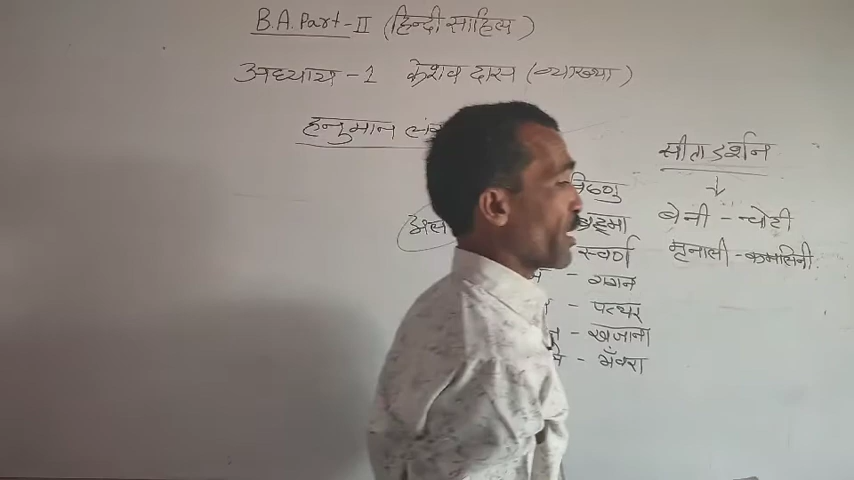 B.A. Part-II (हिन्दी साहित्य)
अध्याय-1 केशव दास (व्याख्या)
हनुमान
सीता दर्शन
विष्णु
बेनी - चोटी
ब्रह्मा
मृनाली - कमलिनी
स्वर्ण
- गगन
- पत्थर
- खजाना
- भँवरा